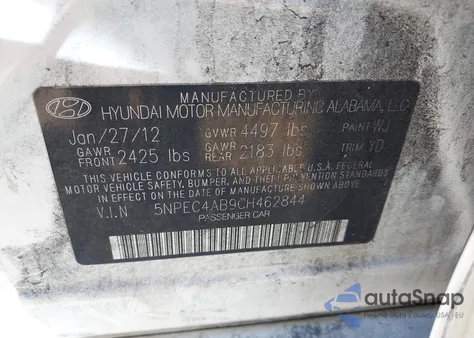 MANUFACTURED BY
HYUNDAI MOTOR MANUFACTURING ALABAMA, LLC
Jan/27/12 GVWR 4497 lbs PAINT WJ
GAWR FRONT 2425 lbs GAWR REAR 2183 lbs TRIM YD
THIS VEHICLE CONFORMS TO ALL APPLICABLE U.S.A. FEDERAL
MOTOR VEHICLE SAFETY, BUMPER, AND THEFT PREVENTION
STANDARDS IN EFFECT ON THE DATE OF MANUFACTURE SHOWN ABOVE.
V.I.N 5NPEC4AB9CH462844
PASSENGER CAR
autoSnap